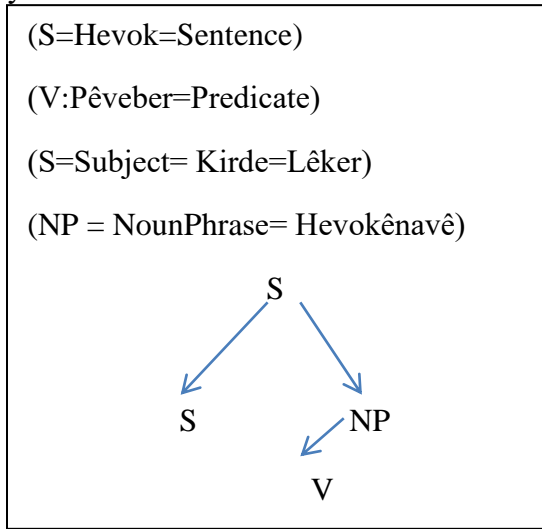 (S=Hevok=Sentence)
(V:Pêveber=Predicate)
(S=Subject= Kirde=Lêker)
(NP = NounPhrase= Hevokênavê)
S
S NP
V